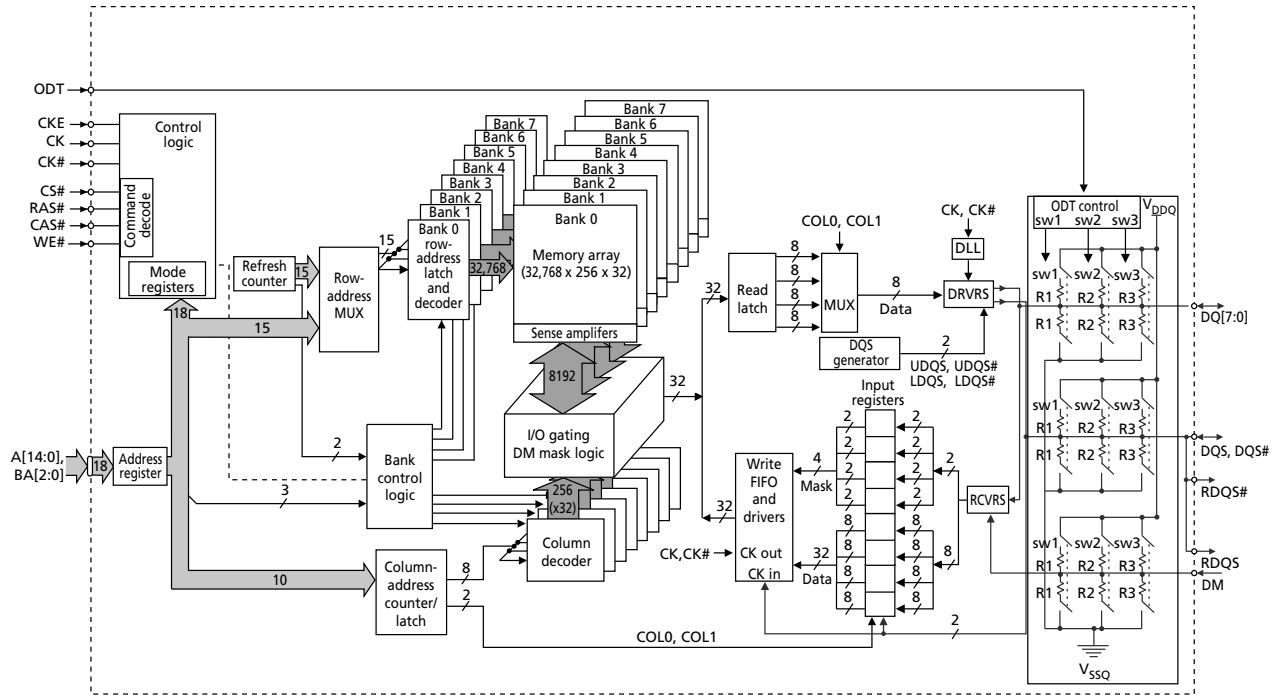 ODT
CKE
CK
CK#
CS#
RAS#
CAS#
WE#
Control
logic
Command
decode
Mode
registers
18
15
Refresh
counter
15
Row-
address
MUX
15
Bank 7
Bank 6
Bank 5
Bank 4
Bank 3
Bank 2
Bank 1
Bank 0
row-
address
latch
and
decoder
32,768
Bank 7
Bank 6
Bank 5
Bank 4
Bank 3
Bank 2
Bank 1
Bank 0
Memory array
(32,768 x 256 x 32)
Sense amplifers
8192
I/O gating
DM mask logic
256
(x32)
Column
decoder
A[14:0],
BA[2:0]
18
Address
register
2
3
Bank
control
logic
10
Column-
address
counter/
latch
8
2
COL0, COL1
32
32
32
Read
latch
8
8
8
8
COL0, COL1
MUX
8
Data
CK, CK#
DLL
DRVRS
DQS
generator
2
UDQS, UDQS#
LDQS, LDQS#
Input
registers
2
2
2
2
8
8
8
8
2
2
2
2
8
8
8
8
4
Mask
32
Data
Write
FIFO
and
drivers
CK out
CK in
CK,CK#
2
8
RCVRS
2
ODT control
sw1 sw2 sw3
VDDQ
sw1 sw2 sw3
R1 R2 R3
R1 R2 R3
sw1 sw2 sw3
R1 R2 R3
R1 R2 R3
sw1 sw2 sw3
R1 R2 R3
R1 R2 R3
VSSQ
DQ[7:0]
DQS, DQS#
RDQS#
RDQS
DM